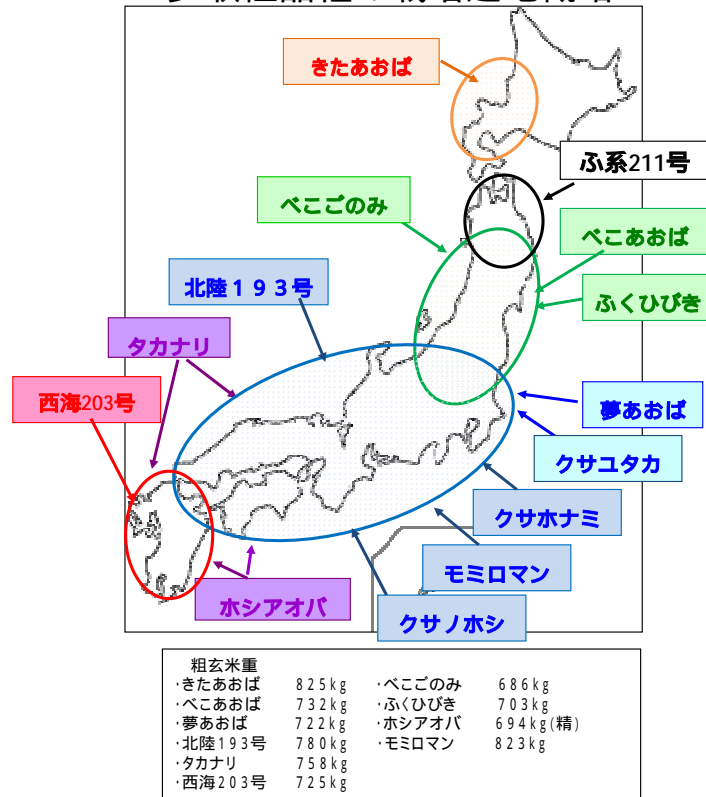 きたあおば
ふ系211号
べこごのみ
べこあおば
北陸193号
ふくひびき
タカナリ
西海203号
夢あおば
クサユタカ
クサホナミ
モミロマン
ホシアオバ
クサノホシ
粗玄米重
・きたあおば 825kg ・べこごのみ 686kg
・べこあおば 732kg ・ふくひびき 703kg
・夢あおば 722kg ・ホシアオバ 694kg(精)
・北陸193号 780kg ・モミロマン 823kg
・タカナリ 758kg
・西海203号 725kg